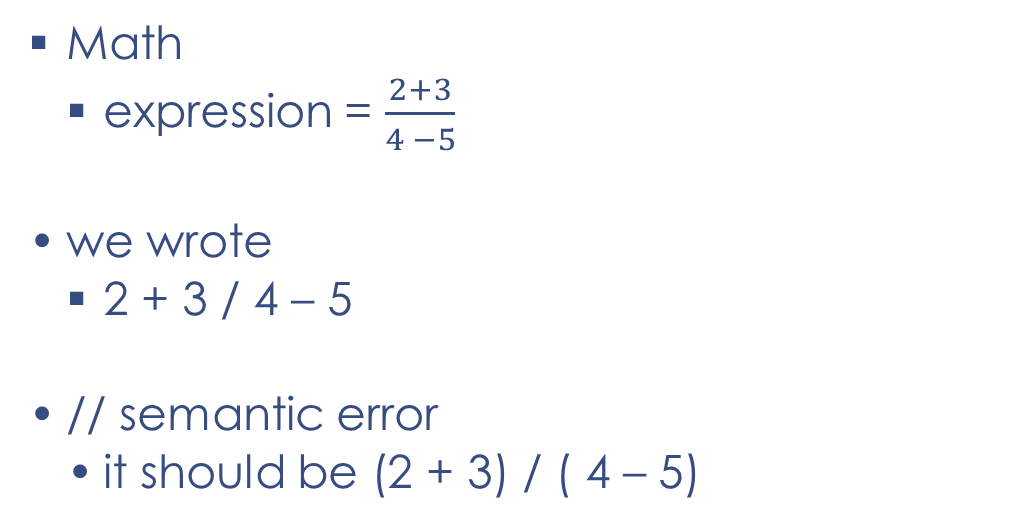 ▪ Math
▪ expression = \frac{2+3}{4 −5}
• we wrote
▪ 2 + 3 / 4 – 5
• // semantic error
• it should be (2 + 3) / ( 4 – 5)